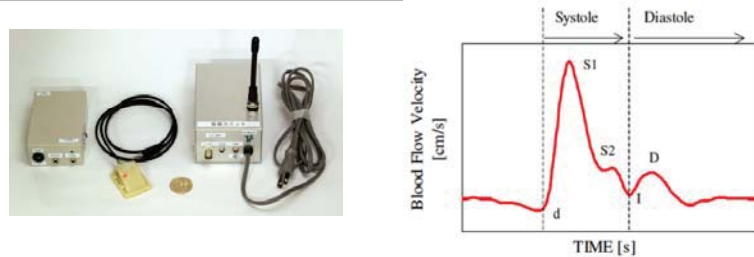 Systole
Diastole
S1
S2
D
d
I
Blood Flow Velocity
[cm/s]
TIME [s]